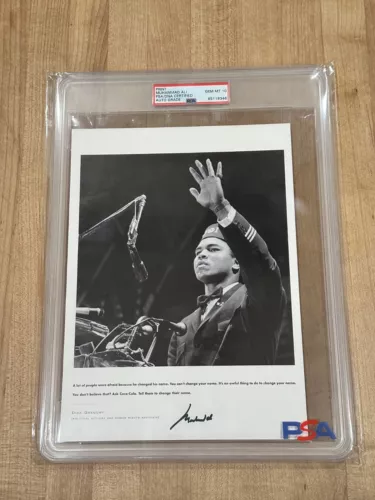 PRINT
MUHAMMAD ALI
PSA/DNA CERTIFIED
AUTO GRADE
GEM MT 10
A lot of people were afraid because he changed his name. You can't change your name. It's an awful thing to do to change your name.
You don't believe that? Ask Coca-Cola. Tell them to change their name.
Muhammad
PSA